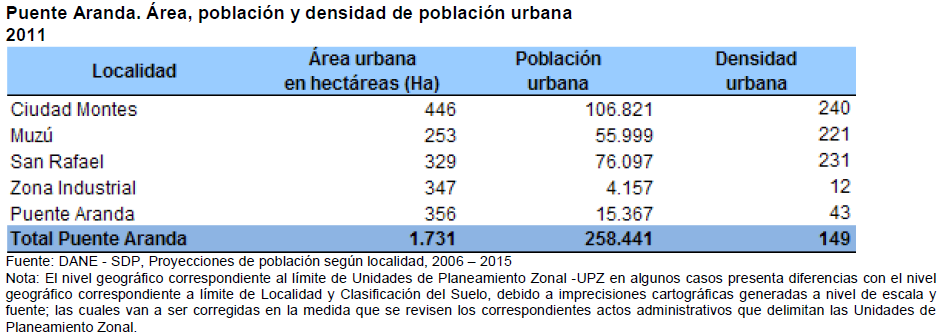 Puente Aranda. Área, población y densidad de población urbana
2011
Localidad Área urbana en hectáreas (Ha) Población urbana Densidad urbana
Ciudad Montes 446 106.821 240
Muzú 253 55.999 221
San Rafael 329 76.097 231
Zona Industrial 347 4.157 12
Puente Aranda 356 15.367 43
Total Puente Aranda 1.731 258.441 149
Fuente: DANE - SDP, Proyecciones de población según localidad, 2006 – 2015
Nota: El nivel geográfico correspondiente al límite de Unidades de Planeamiento Zonal -UPZ en algunos casos presenta diferencias con el nivel
geográfico correspondiente a límite de Localidad y Clasificación del Suelo, debido a imprecisiones cartográficas generadas a nivel de escala y
fuente; las cuales van a ser corregidas en la medida que se revisen los correspondientes actos administrativos que delimitan las Unidades de
Planeamiento Zonal.